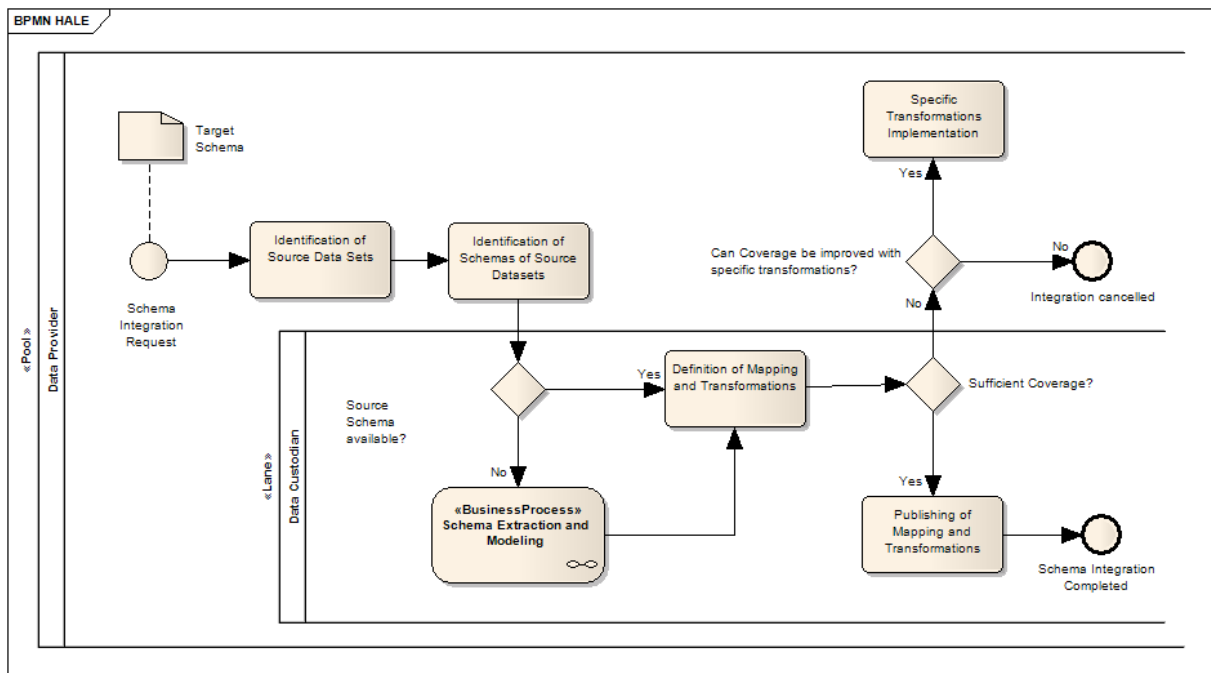 BPMN HALE
«Pool»
Data Provider
Target
Schema
Schema
Integration
Request
Identification of
Source Data Sets
Identification of
Schemas of Source
Datasets
Specific
Transformations
Implementation
Yes
Can Coverage be improved with
specific transformations?
No
Integration cancelled
No
«Lane»
Data Custodian
Source
Schema
available?
Yes
Definition of Mapping
and Transformations
Sufficient Coverage?
No
«BusinessProcess»
Schema Extraction and
Modeling
Yes
Publishing of
Mapping and
Transformations
Schema Integration
Completed